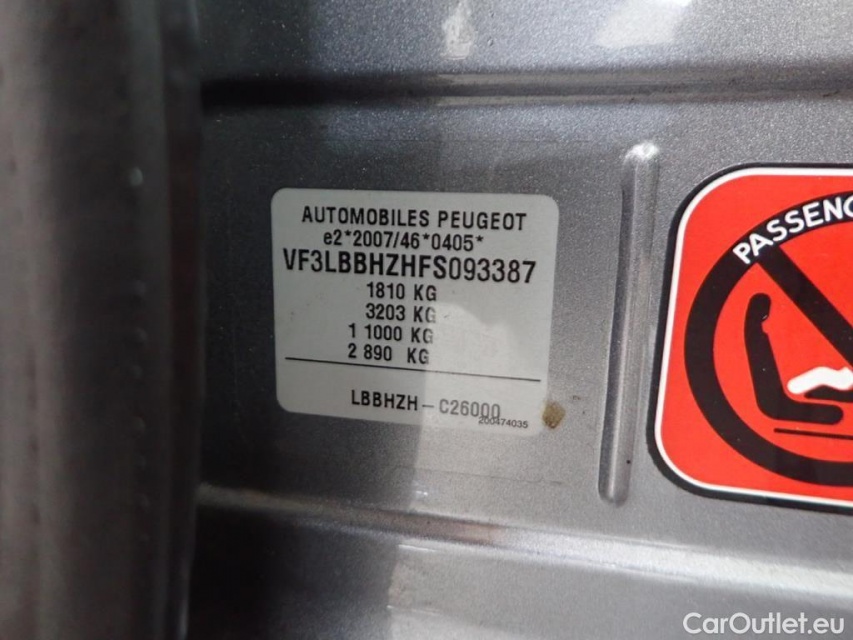 AUTOMOBILES PEUGEOT
e2*2007/46*0405*
VF3LBBHZHFS093387
1810 KG
3203 KG
1 1000 KG
2 890 KG
LBBHZH-C26000
200474035
PASSENG
CarOutlet.eu